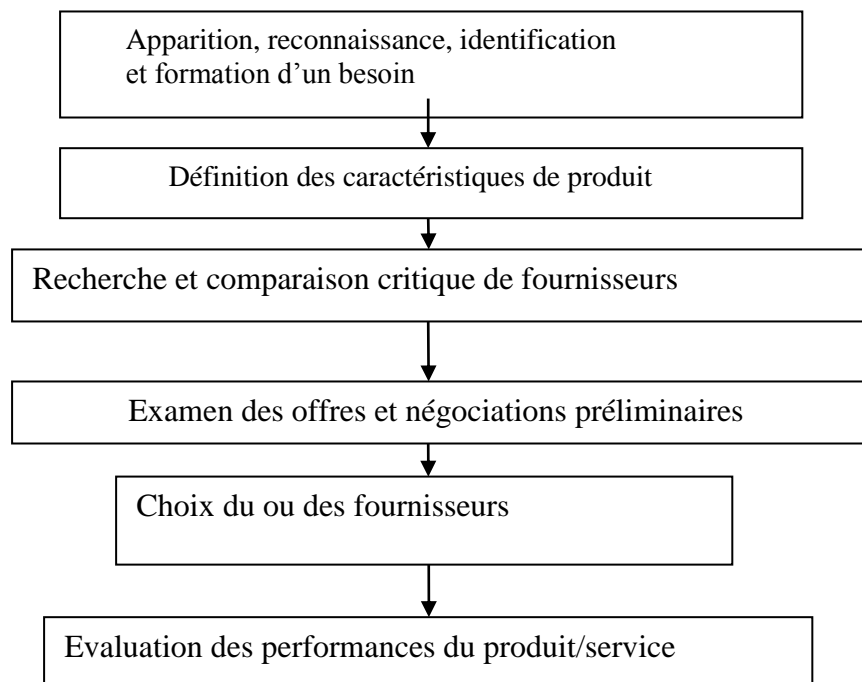 Apparition, reconnaissance, identification
et formation d’un besoin
Définition des caractéristiques de produit
Recherche et comparaison critique de fournisseurs
Examen des offres et négociations préliminaires
Choix du ou des fournisseurs
Evaluation des performances du produit/service